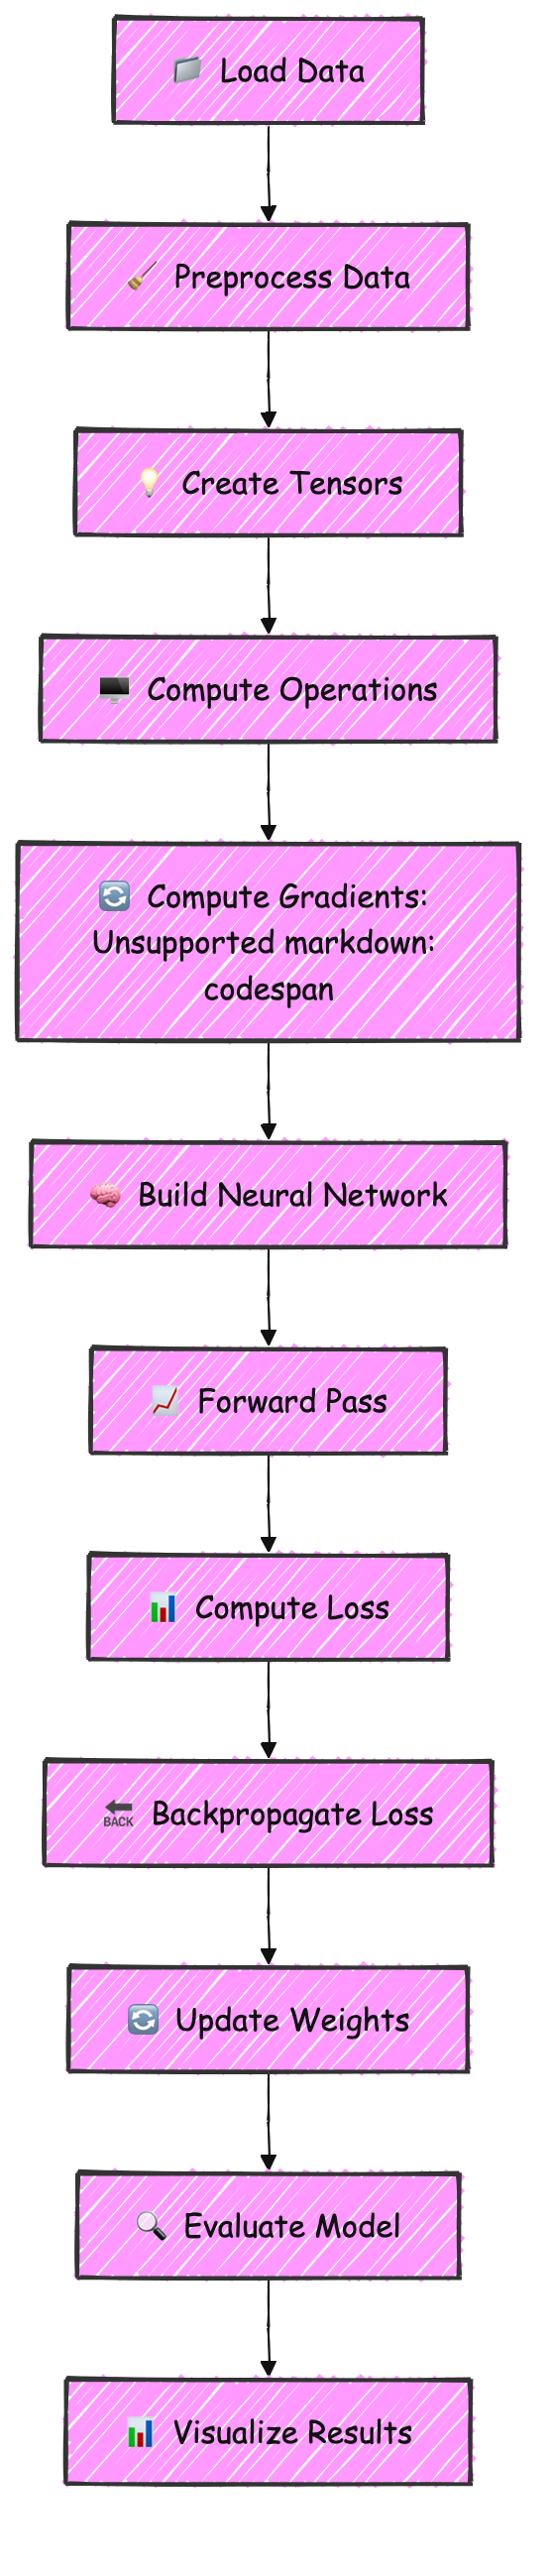 Load Data
Preprocess Data
Create Tensors
Compute Operations
Compute Gradients:
Unsupported markdown:
codespan
Build Neural Network
Forward Pass
Compute Loss
BACK Backpropagate Loss
Update Weights
Evaluate Model
Visualize Results